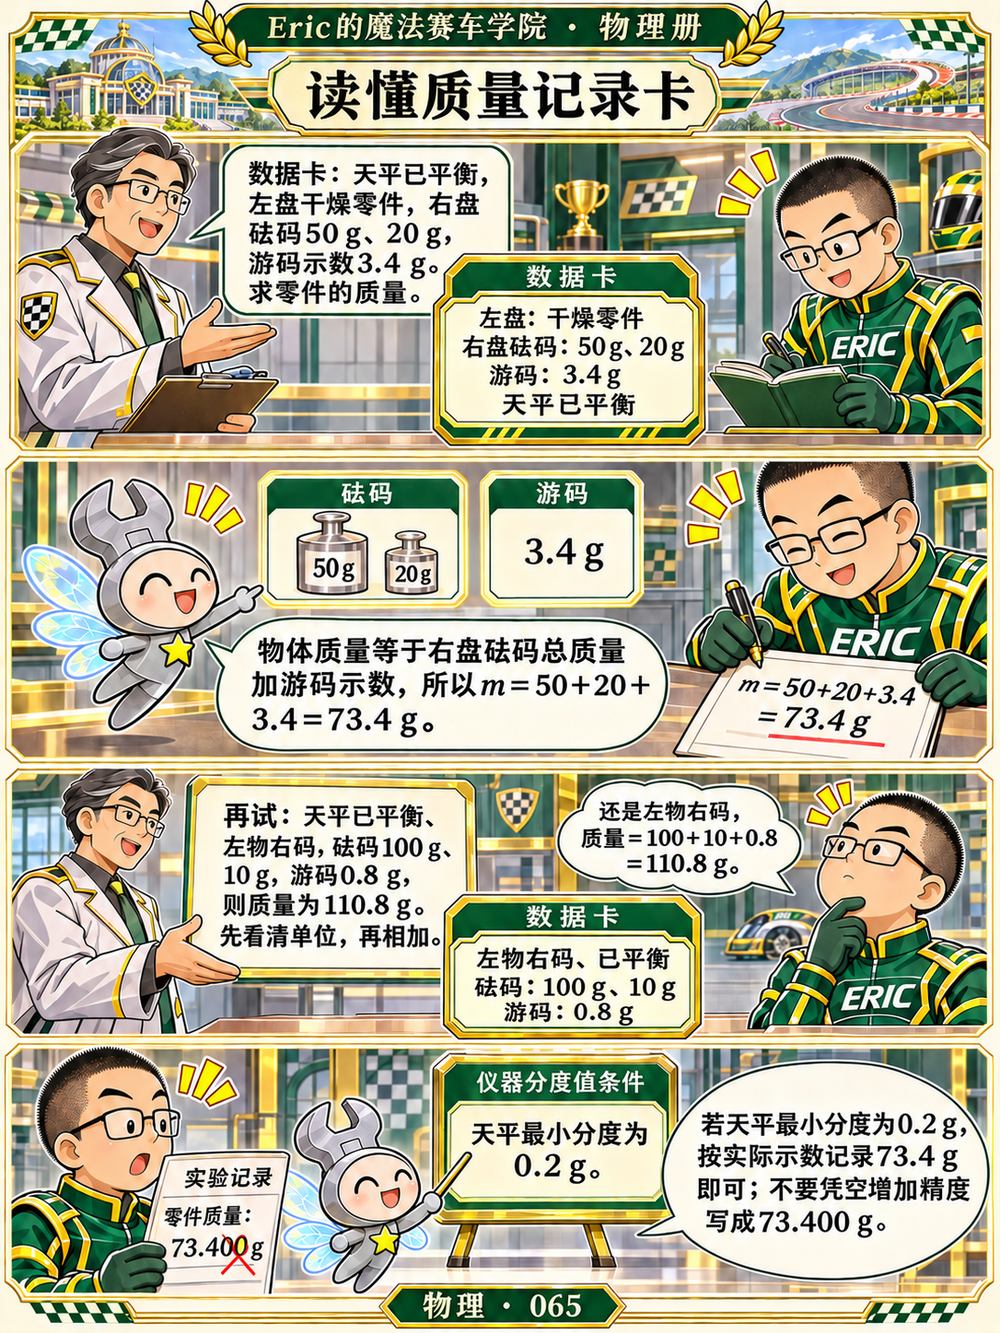 Eric的魔法赛车学院 · 物理册
读懂质量记录卡
数据卡：天平已平衡，
左盘干燥零件，右盘
砝码50 g、20 g，
游码示数3.4 g。
求零件的质量。
数据卡
左盘：干燥零件
右盘砝码：50g、20g
游码：3.4g
天平已平衡
ERIC
砝码
50g
20g
游码
3.4 g
物体质量等于右盘砝码总质量
加游码示数，所以m=50+20+
3.4=73.4 g。
ERIC
m=50+20+3.4
=73.4 g
再试：天平已平衡、
左物右码，砝码100 g、
10 g，游码0.8 g，
则质量为110.8 g。
先看清单位，再相加。
数据卡
左物右码、已平衡
砝码：100 g、10 g
游码：0.8 g
还是左物右码，
质量=100+10+0.8
=110.8 g。
ERIC
实验记录
零件质量：
73.400g
仪器分度值条件
天平最小分度为
0.2 g。
若天平最小分度为0.2 g，
按实际示数记录73.4 g
即可；不要凭空增加精度
写成73.400 g。
物理 · 065